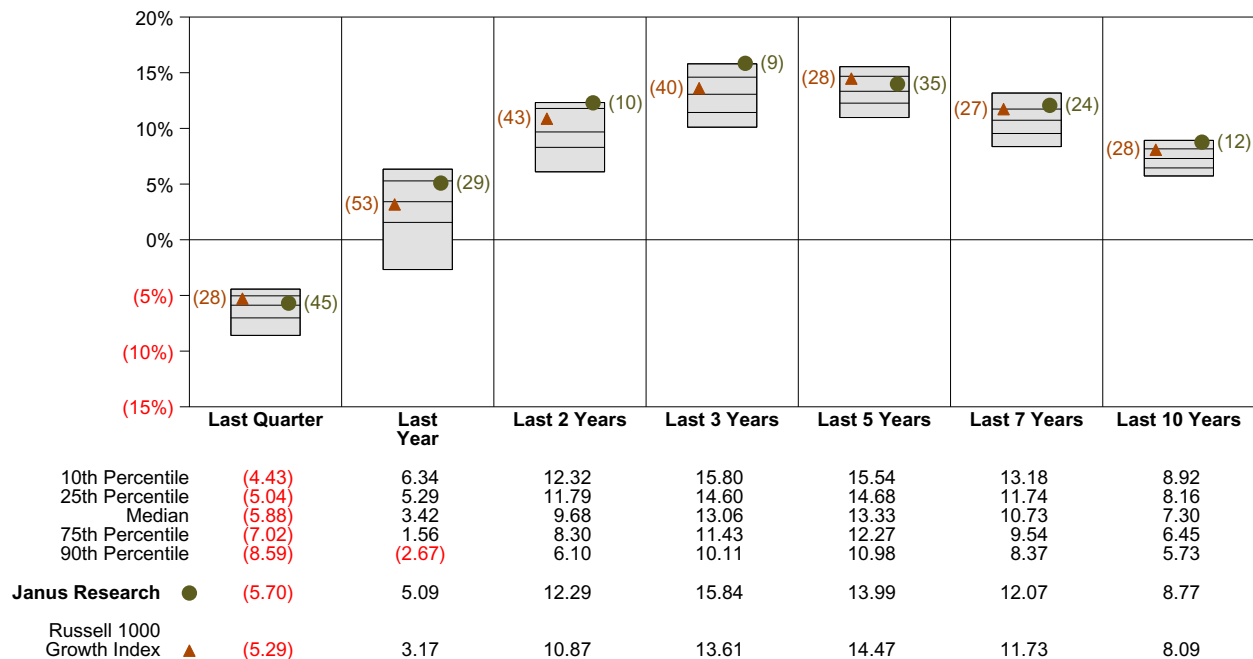 20%
15%
10%
5%
0%
(5%)
(10%)
(15%)
(28) (45)
(53) (29)
(43) (10)
(40) (9)
(28) (35)
(27) (24)
(28) (12)
Last Quarter Last Year Last 2 Years Last 3 Years Last 5 Years Last 7 Years Last 10 Years
10th Percentile (4.43) 6.34 12.32 15.80 15.54 13.18 8.92
25th Percentile (5.04) 5.29 11.79 14.60 14.68 11.74 8.16
Median (5.88) 3.42 9.68 13.06 13.33 10.73 7.30
75th Percentile (7.02) 1.56 8.30 11.43 12.27 9.54 6.45
90th Percentile (8.59) (2.67) 6.10 10.11 10.98 8.37 5.73
Janus Research (5.70) 5.09 12.29 15.84 13.99 12.07 8.77
Russell 1000
Growth Index (5.29) 3.17 10.87 13.61 14.47 11.73 8.09